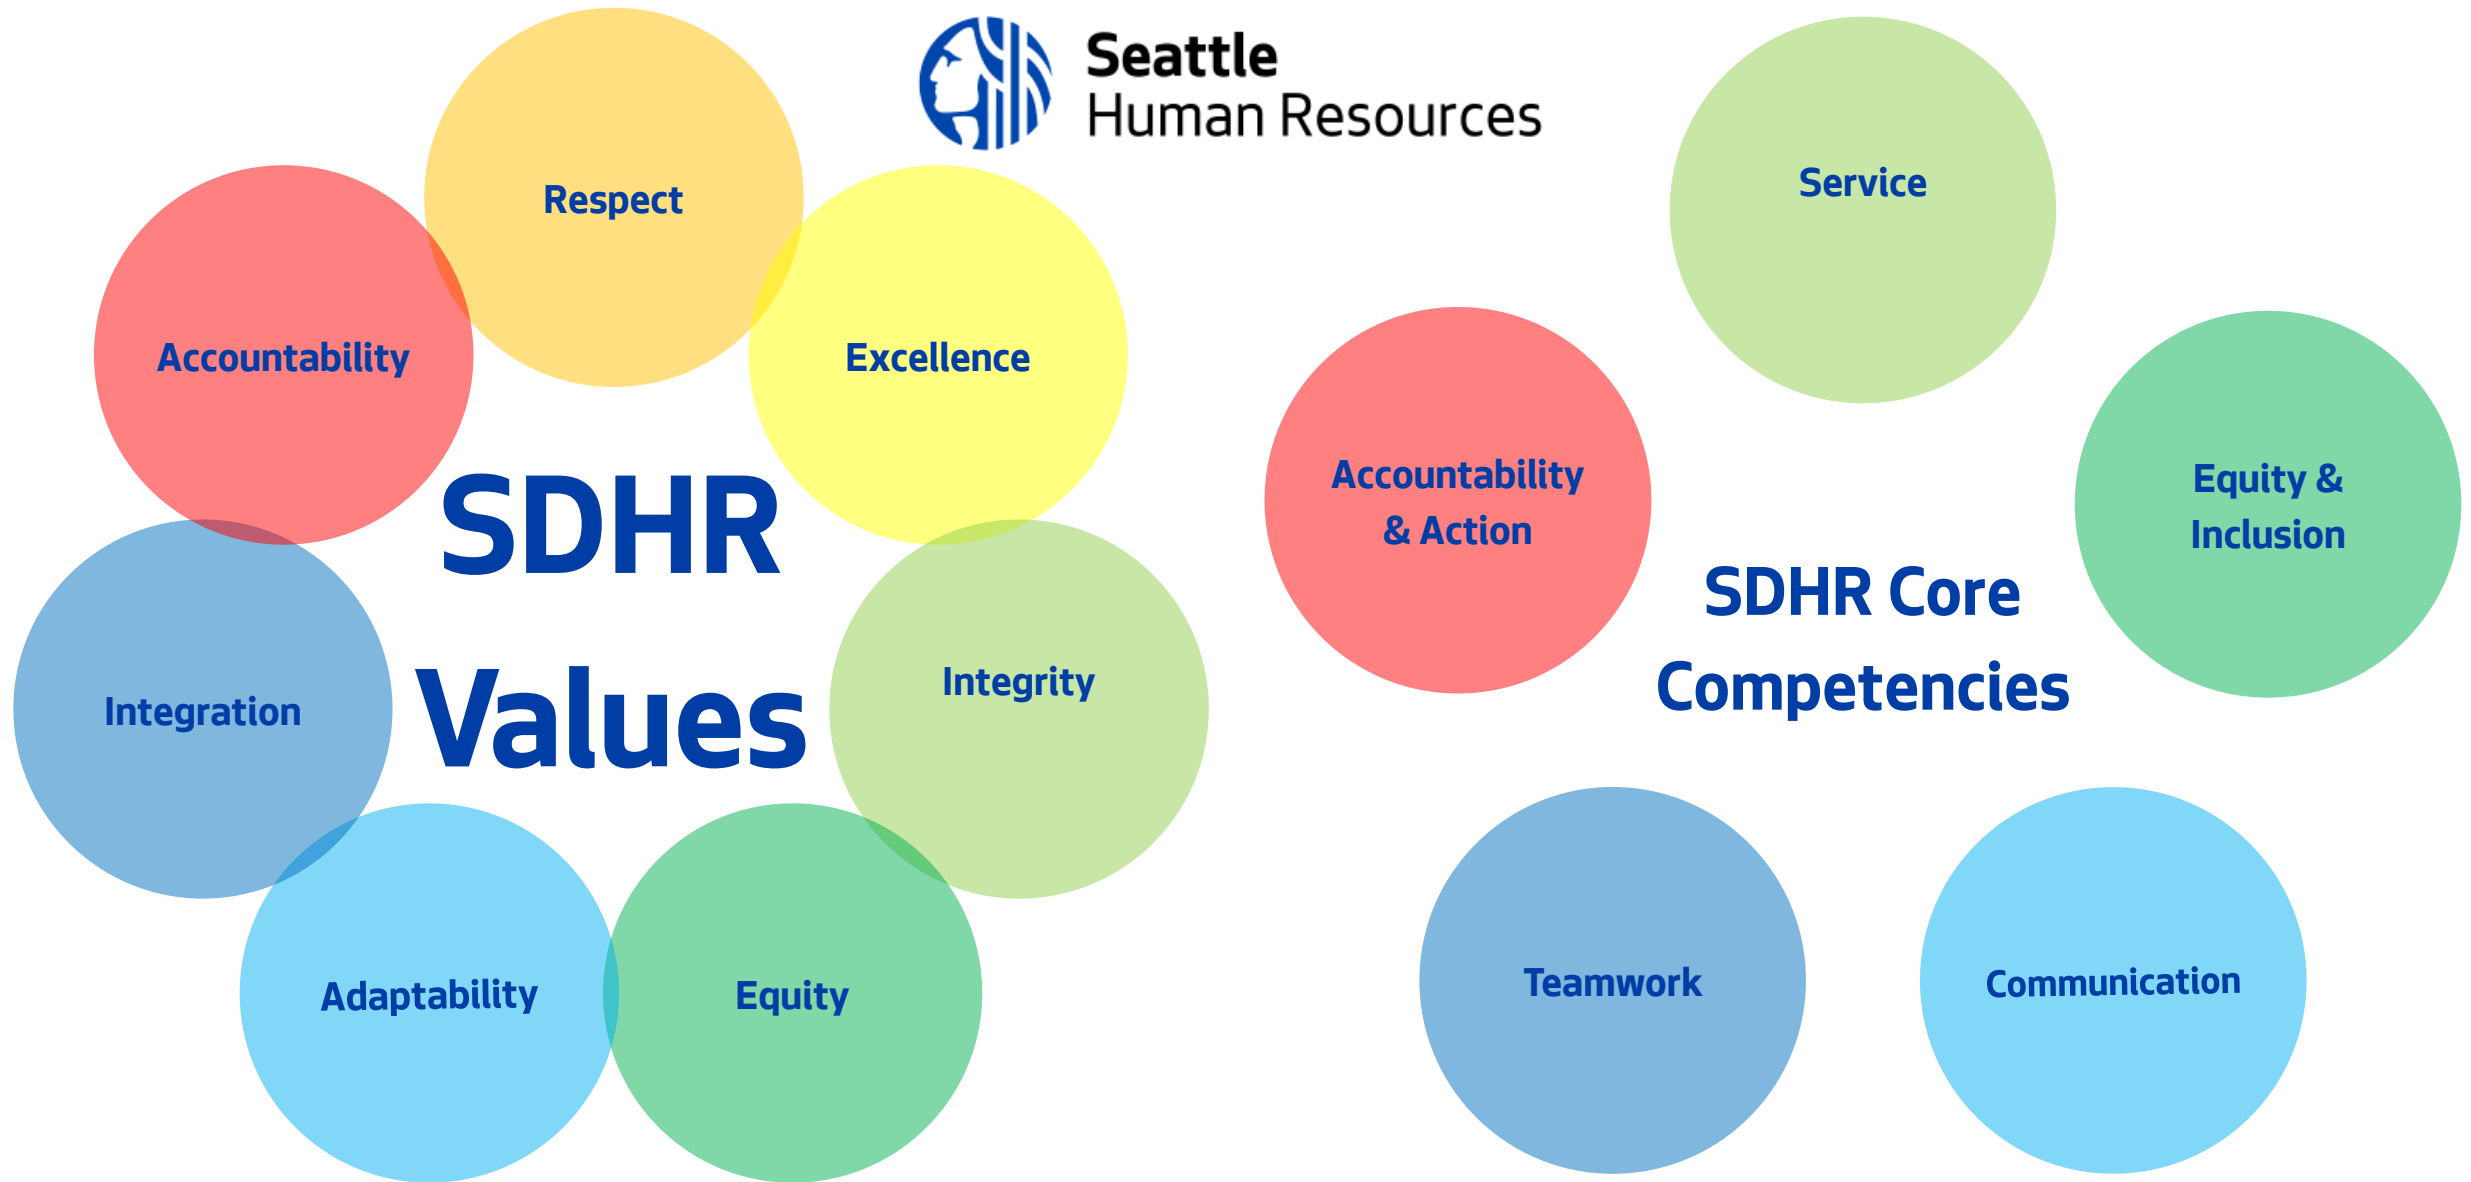 Seattle
Human Resources
Respect
Accountability
Excellence
SDHR
Values
Integration
Integrity
Adaptability
Equity
Service
Accountability
& Action
Equity &
Inclusion
SDHR Core
Competencies
Teamwork
Communication